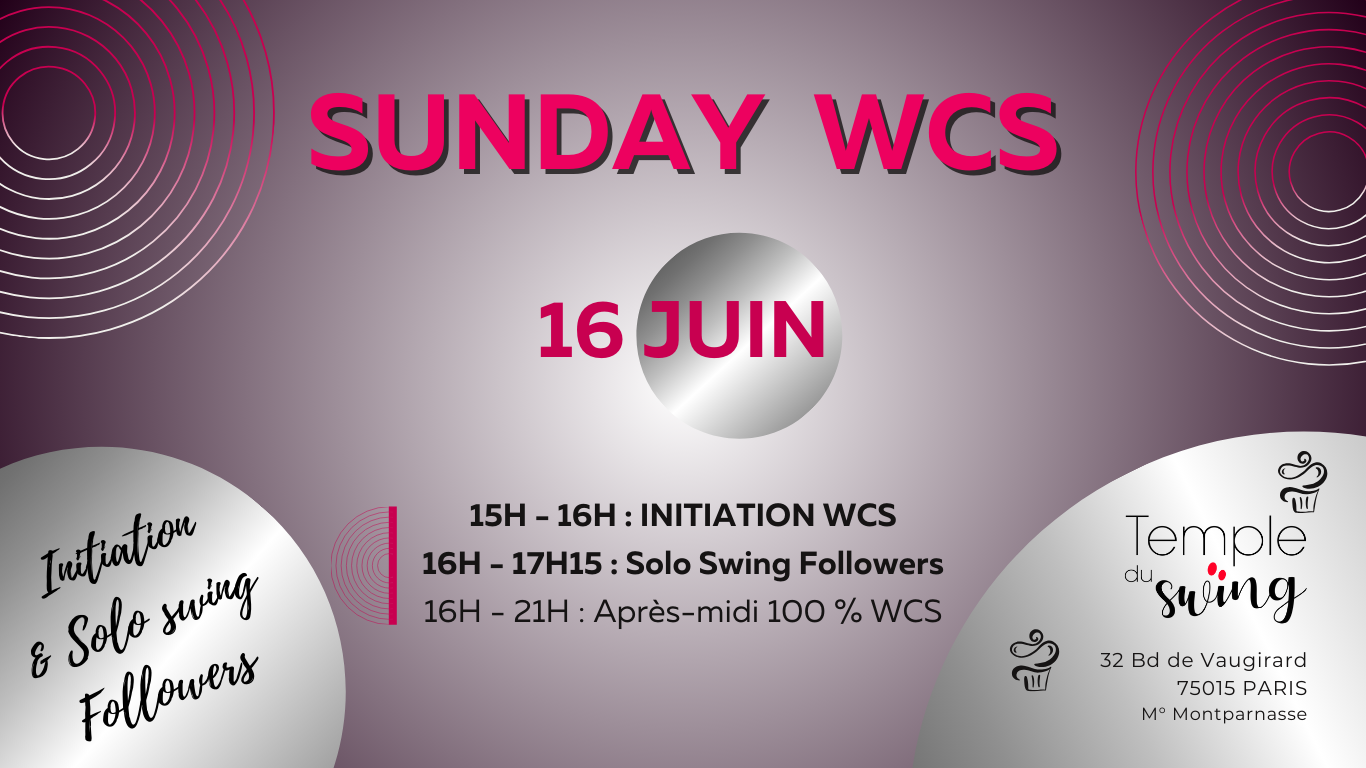 SUNDAY WCS
16 JUIN
15H - 16H : INITIATION WCS
16H - 17H15 : Solo Swing Followers
16H - 21H : Après-midi 100 % WCS
Initiation
& Solo swing
Followers
Temple
du swing
32 Bd de Vaugirard
75015 PARIS
M° Montparnasse